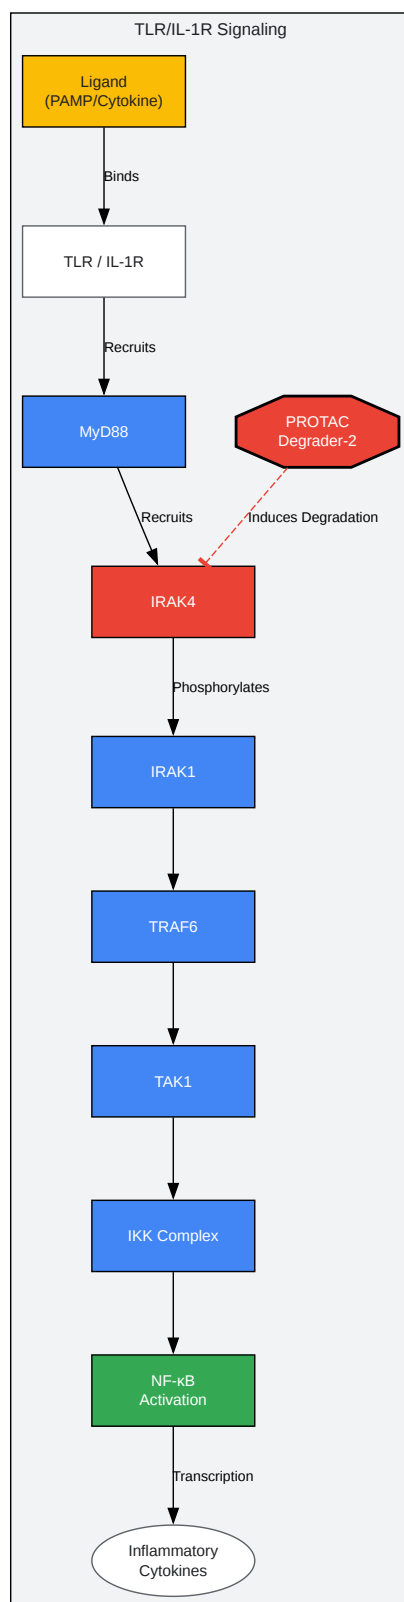 TLR/IL-1R Signaling
Ligand
(PAMP/Cytokine)
Binds
TLR / IL-1R
Recruits
MyD88
PROTAC
Degrader-2
Recruits
Induces Degradation
IRAK4
Phosphorylates
IRAK1
TRAF6
TAK1
IKK Complex
NF-κB
Activation
Transcription
Inflammatory
Cytokines